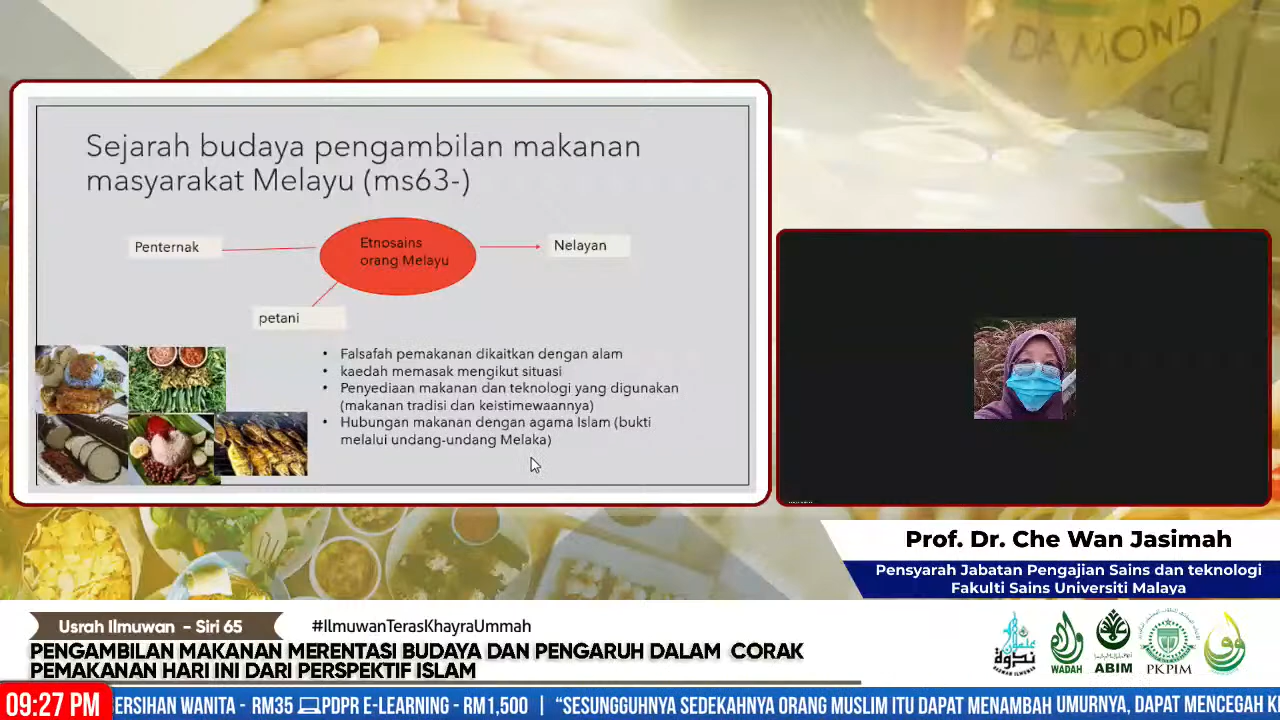 DAMOND
Sejarah budaya pengambilan makanan
masyarakat Melayu (ms63-)
Penternak
Etnosains
orang Melayu
Nelayan
petani
• Falsafah pemakanan dikaitkan dengan alam
• kaedah memasak mengikut situasi
• Penyediaan makanan dan teknologi yang digunakan
(makanan tradisi dan keistimewaannya)
• Hubungan makanan dengan agama Islam (bukti
melalui undang-undang Melaka)
Prof. Dr. Che Wan Jasimah
Pensyarah Jabatan Pengajian Sains dan teknologi
Fakulti Sains Universiti Malaya
Usrah Ilmuwan - Siri 65
#IlmuwanTerasKhayraUmmah
PENGAMBILAN MAKANAN MERENTASI BUDAYA DAN PENGARUH DALAM CORAK
PEMAKANAN HARI INI DARI PERSPEKTIF ISLAM
WADAH
ABIM
PKPIM
09:27 PM
ERSIHAN WANITA - RM35 PDPR E-LEARNING - RM1,500 | “SESUNGGUHNYA SEDEKAHNYA ORANG MUSLIM ITU DAPAT MENAMBAH UMURNYA, DAPAT MENCEGAH K